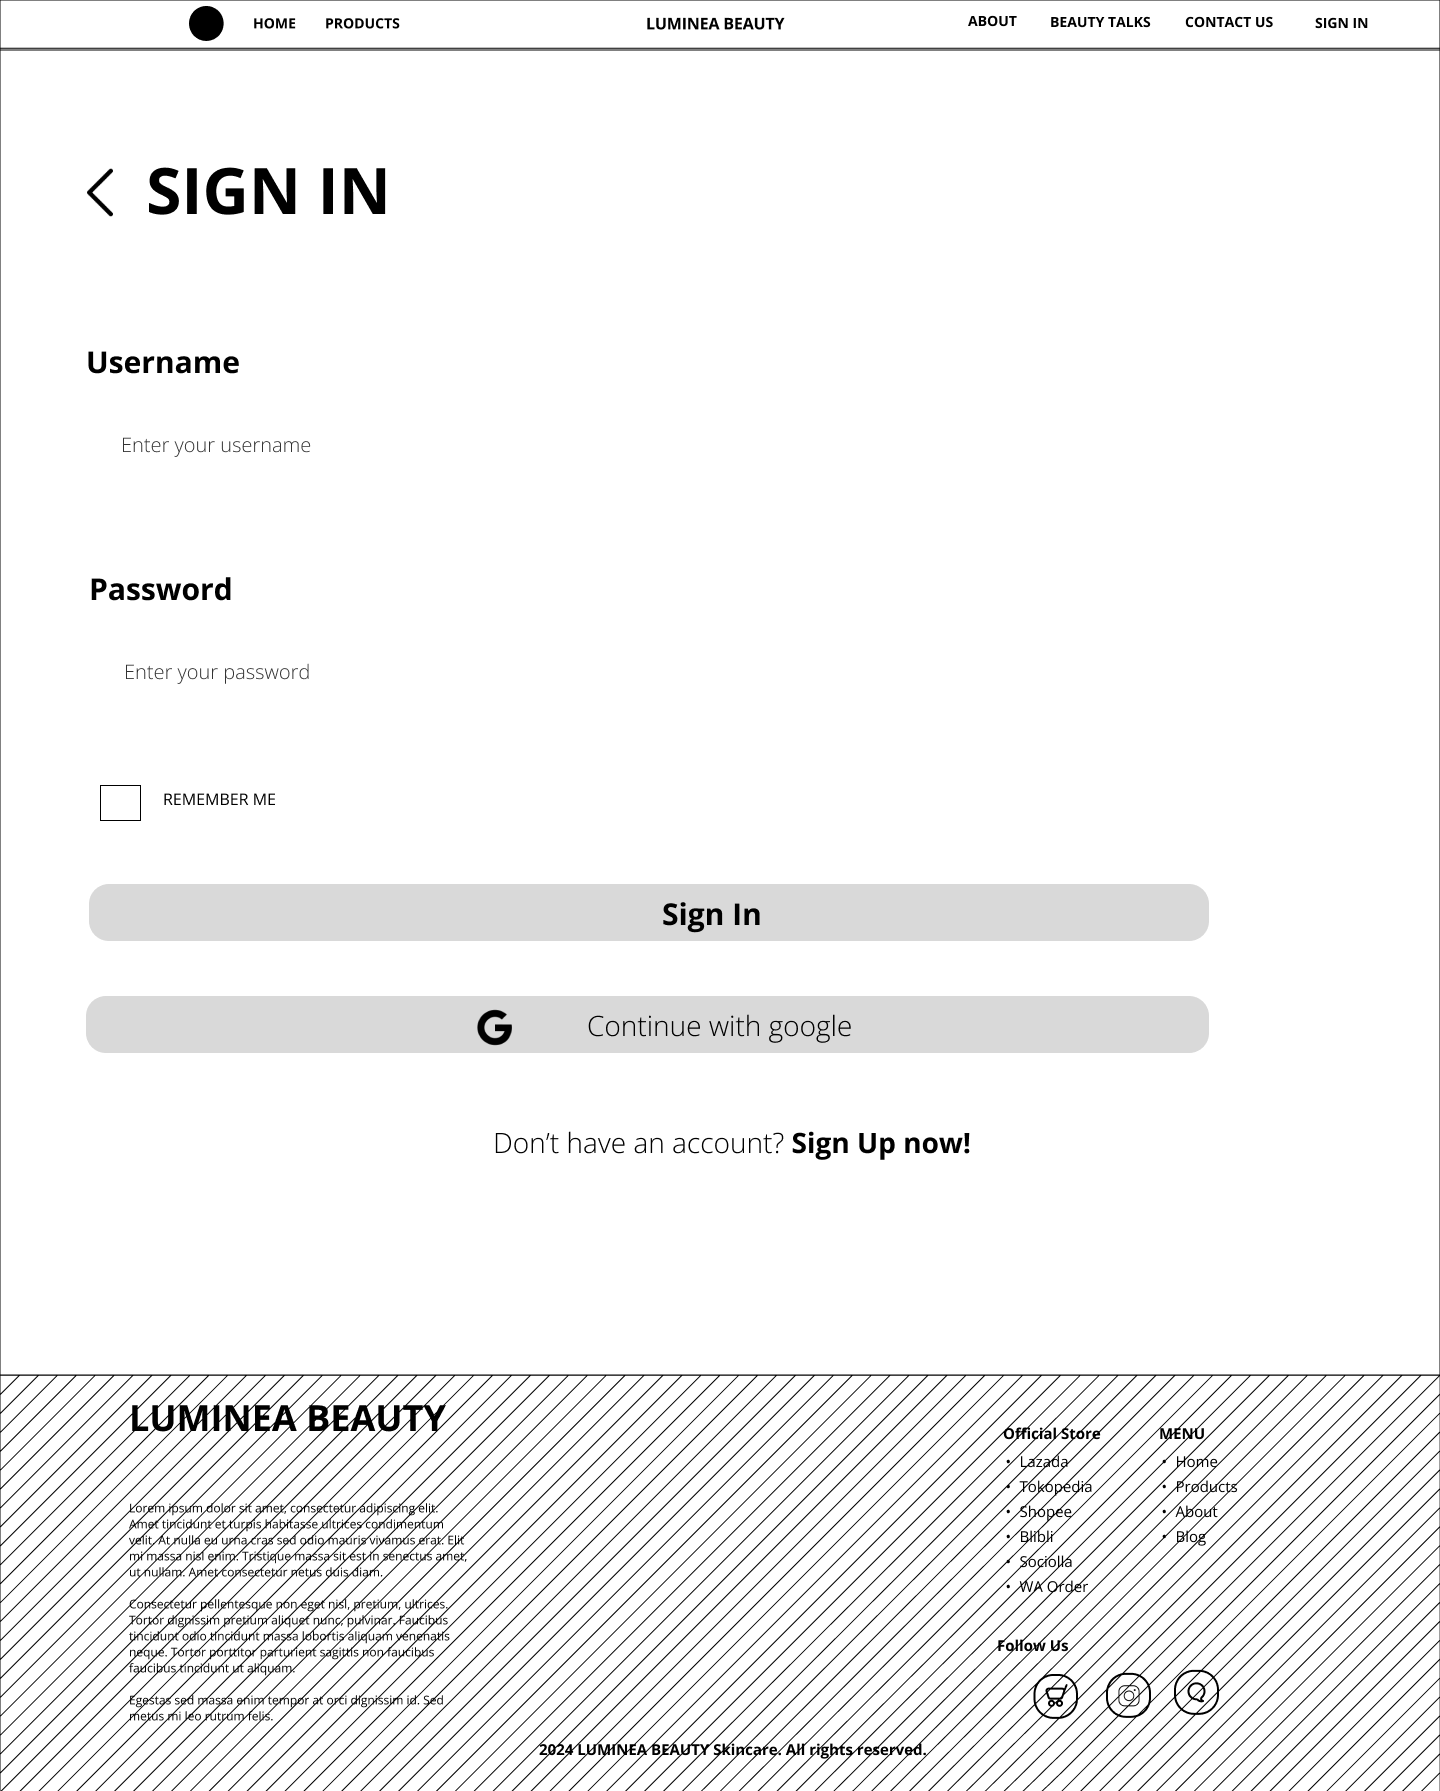 HOME PRODUCTS LUMINEA BEAUTY ABOUT BEAUTY TALKS CONTACT US SIGN IN
SIGN IN
Username
Enter your username
Password
Enter your password
REMEMBER ME
Sign In
Continue with google
Don’t have an account? Sign Up now!
LUMINEA BEAUTY
Lorem ipsum dolor sit amet, consectetur adipiscing elit.
Amet tincidunt et turpis habitasse ultrices condimentum
velit. At nulla eu urna cras sed odio mauris vivamus erat. Elit
mi massa nisl enim. Tristique massa sit est in senectus amet,
ut nullam. Amet consectetur netus duis diam.
Consectetur pellentesque non eget nisl, pretium, ultrices.
Tortor dignissim pretium aliquet nunc, pulvinar. Faucibus
tincidunt odio tincidunt massa lobortis aliquam venenatis
neque. Tortor porttitor parturient sagittis non faucibus
faucibus tincidunt ut aliquam.
Egestas sed massa enim tempor at orci dignissim id. Sed
metus mi leo rutrum felis.
Official Store
• Lazada
• Tokopedia
• Shopee
• Blibli
• Sociolla
• WA Order
MENU
• Home
• Products
• About
• Blog
Follow Us
2024 LUMINEA BEAUTY Skincare. All rights reserved.